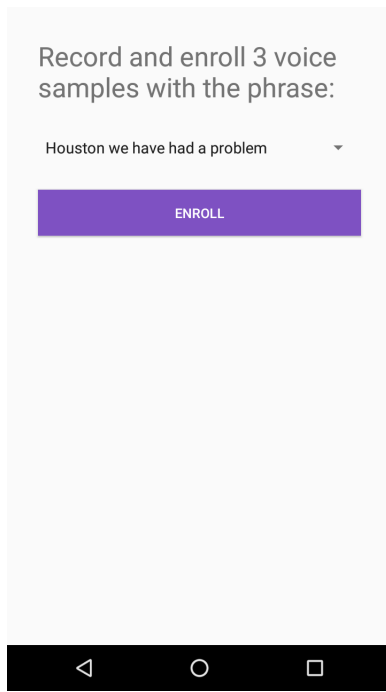 Record and enroll 3 voice
samples with the phrase:
Houston we have had a problem
ENROLL